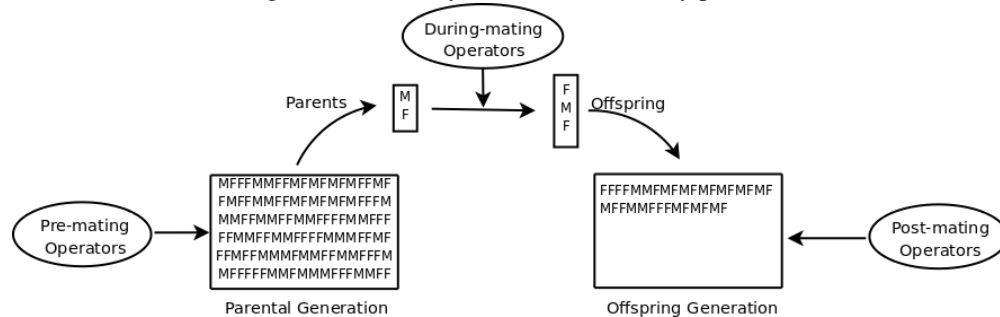 During-mating
Operators
Parents
M
F
F
M
F
Offspring
MFFFMMFFMFMFMFMFFMF
FMFFMMFFMFMFMFMFFFM
MMFFMMFFMMFFFFMMFFF
FFMMFFMMFFFFMMMFFMF
FFMFFMMMFMMFFMMFFFM
MFFFFFMMFMMMFFFMMFF
Pre-mating
Operators
Parental Generation
FFFFMMFMFMFMFMFMFMF
MFFMMFFFMFMFMF
Post-mating
Operators
Offspring Generation